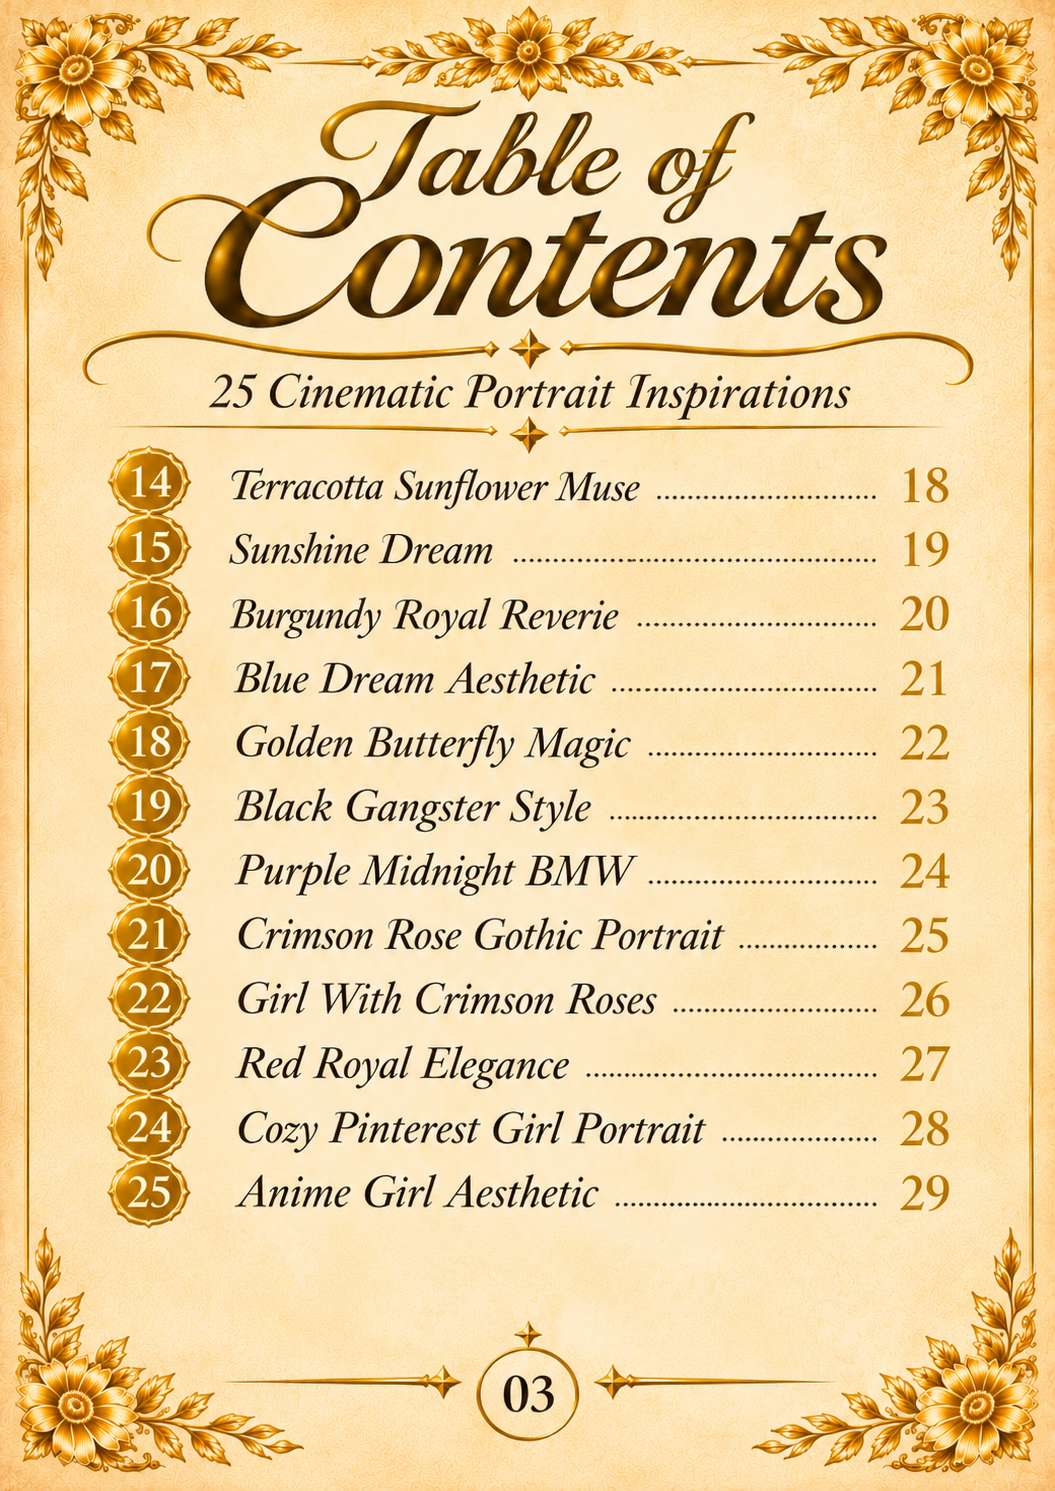 Table of
Contents
25 Cinematic Portrait Inspirations
14 Terracotta Sunflower Muse ........................ 18
15 Sunshine Dream ........................ 19
16 Burgundy Royal Reverie ........................ 20
17 Blue Dream Aesthetic ........................ 21
18 Golden Butterfly Magic ........................ 22
19 Black Gangster Style ........................ 23
20 Purple Midnight BMW ........................ 24
21 Crimson Rose Gothic Portrait ........................ 25
22 Girl With Crimson Roses ........................ 26
23 Red Royal Elegance ........................ 27
24 Cozy Pinterest Girl Portrait ........................ 28
25 Anime Girl Aesthetic ........................ 29
03